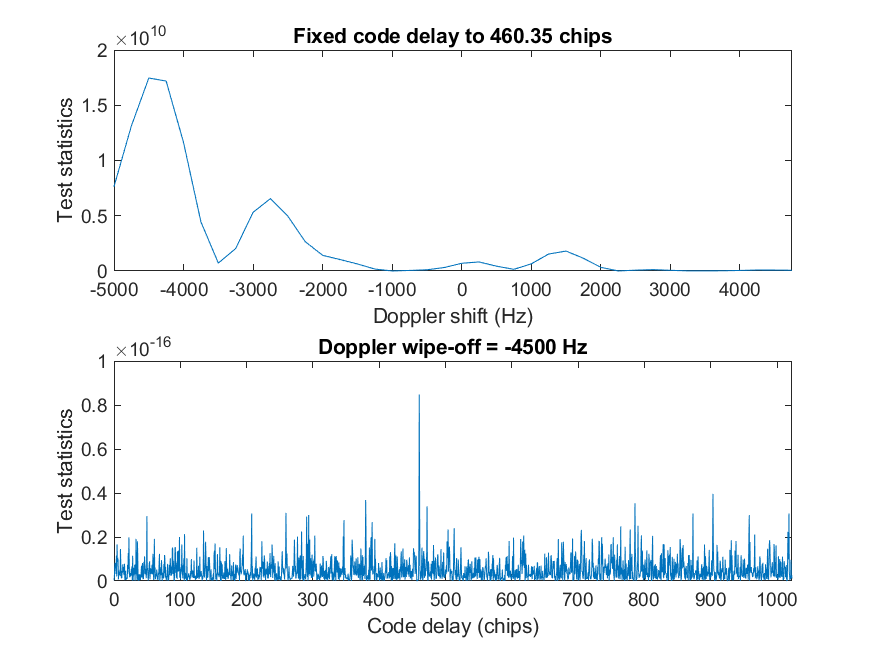 ×10^10
Fixed code delay to 460.35 chips
2
1.5
1
0.5
0
Test statistics
-5000 -4000 -3000 -2000 -1000 0 1000 2000 3000 4000
Doppler shift (Hz)
×10^-16
Doppler wipe-off = -4500 Hz
1
0.8
0.6
0.4
0.2
0
Test statistics
0 100 200 300 400 500 600 700 800 900 1000
Code delay (chips)